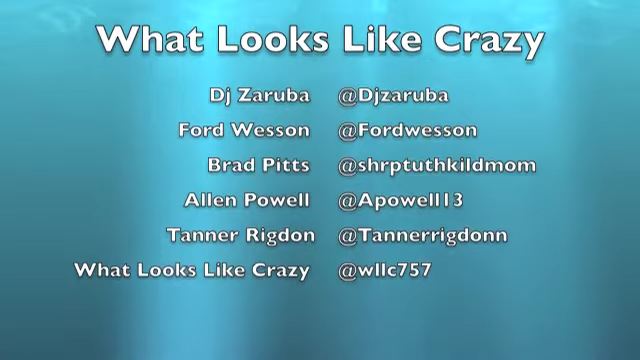 What Looks Like Crazy
Dj Zaruba @Djzaruba
Ford Wesson @Fordwesson
Brad Pitts @shrptuthkildmom
Allen Powell @Apowell13
Tanner Rigdon @Tannerrigdonn
What Looks Like Crazy @wllc757